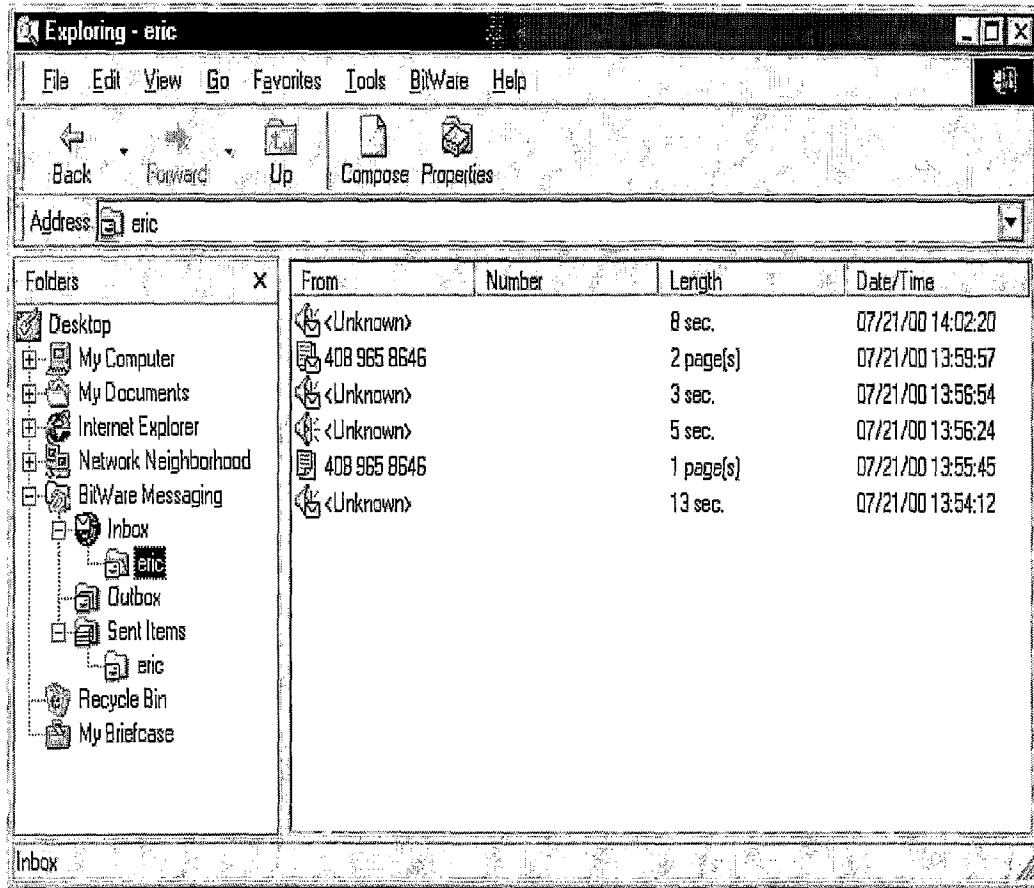 Exploring - eric
File Edit View Go Favorites Tools BitWare Help
Back Forward Up Compose Properties
Address eric
Folders x
Desktop
My Computer
My Documents
Internet Explorer
Network Neighborhood
BitWare Messaging
Inbox
eric
Outbox
Sent Items
eric
Recycle Bin
My Briefcase
From Number Length Date/Time
<Unknown> 8 sec. 07/21/00 14:02:20
408 965 8646 2 page(s) 07/21/00 13:59:57
<Unknown> 3 sec. 07/21/00 13:56:54
<Unknown> 5 sec. 07/21/00 13:56:24
408 965 8646 1 page(s) 07/21/00 13:55:45
<Unknown> 13 sec. 07/21/00 13:54:12
Inbox